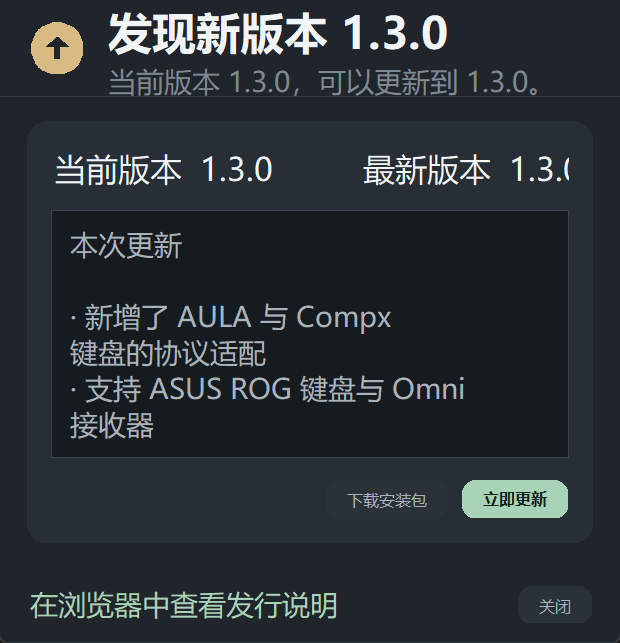 发现新版本 1.3.0
当前版本 1.3.0，可以更新到 1.3.0。
当前版本 1.3.0 最新版本 1.3.0
本次更新
· 新增了 AULA 与 Compx
键盘的协议适配
· 支持 ASUS ROG 键盘与 Omni
接收器
下载安装包 立即更新
在浏览器中查看发行说明 关闭